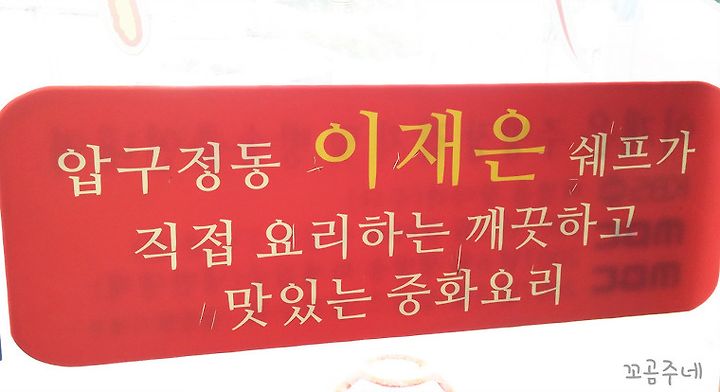 압구정동 이재은 쉐프가
직접 요리하는 깨끗하고
맛있는 중화요리
꼬곰주네